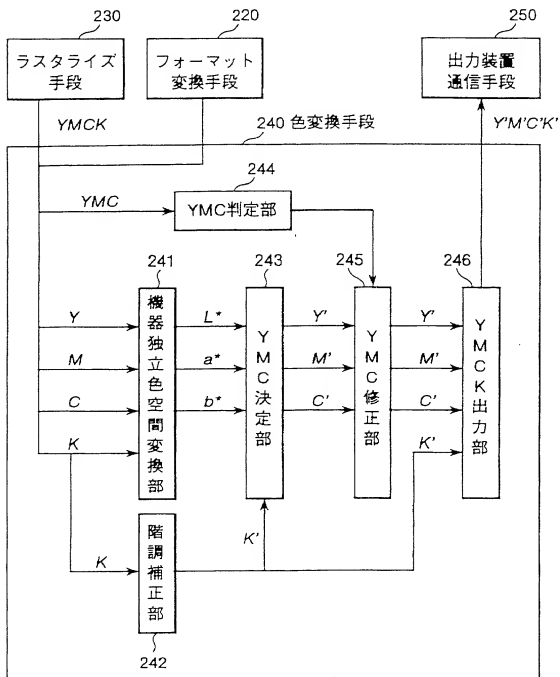 230
220
250
ラスタライズ
手段
フォーマット
変換手段
出力装置
通信手段
YMCK
Y'M'C'K'
240 色変換手段
244
YMC
YMC判定部
241
243
245
246
機器独立色空間変換部
YMC決定部
YMC修正部
YMCK出力部
Y
L*
Y'
Y'
M
a*
M'
M'
C
b*
C'
C'
K
K'
K
階調補正部
K'
242